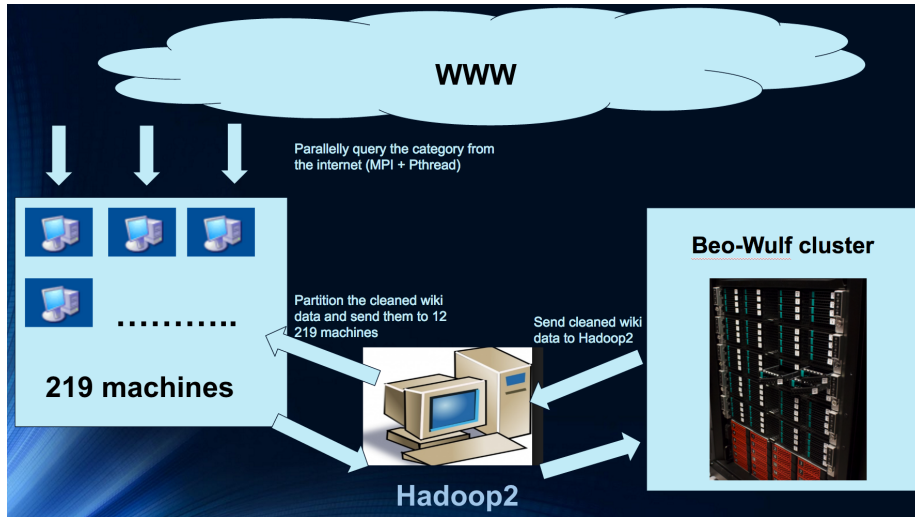 WWW
Parallelly query the category from
the internet (MPI + Pthread)
Beo-Wulf cluster
Partition the cleaned wiki
data and send them to 12
219 machines
Send cleaned wiki
data to Hadoop2
............
219 machines
Hadoop2